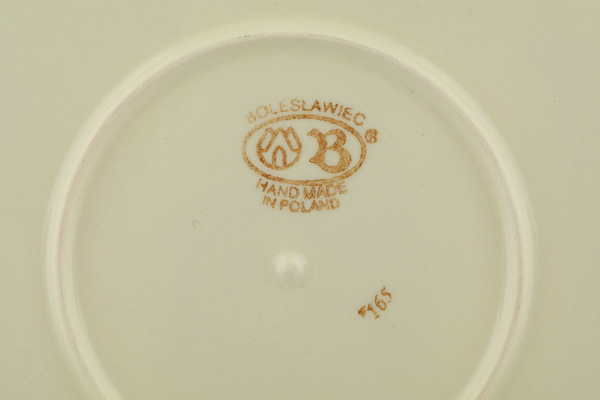 BOLESLAWIEC
B®
HAND MADE
IN POLAND
165